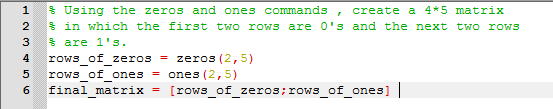 1 % Using the zeros and ones commands , create a 4*5 matrix
2 % in which the first two rows are 0's and the next two rows
3 % are 1's.
4 rows_of_zeros = zeros(2,5)
5 rows_of_ones = ones(2,5)
6 final_matrix = [rows_of_zeros;rows_of_ones]